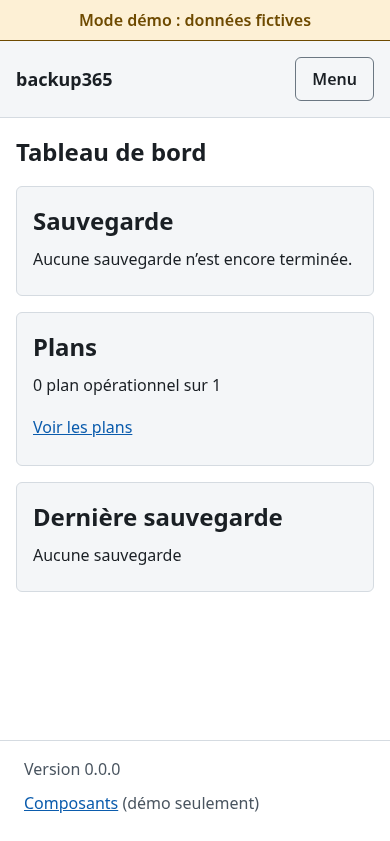 Mode démo : données fictives
backup365
Menu
Tableau de bord
Sauvegarde
Aucune sauvegarde n’est encore terminée.
Plans
0 plan opérationnel sur 1
Voir les plans
Dernière sauvegarde
Aucune sauvegarde
Version 0.0.0
Composants (démo seulement)